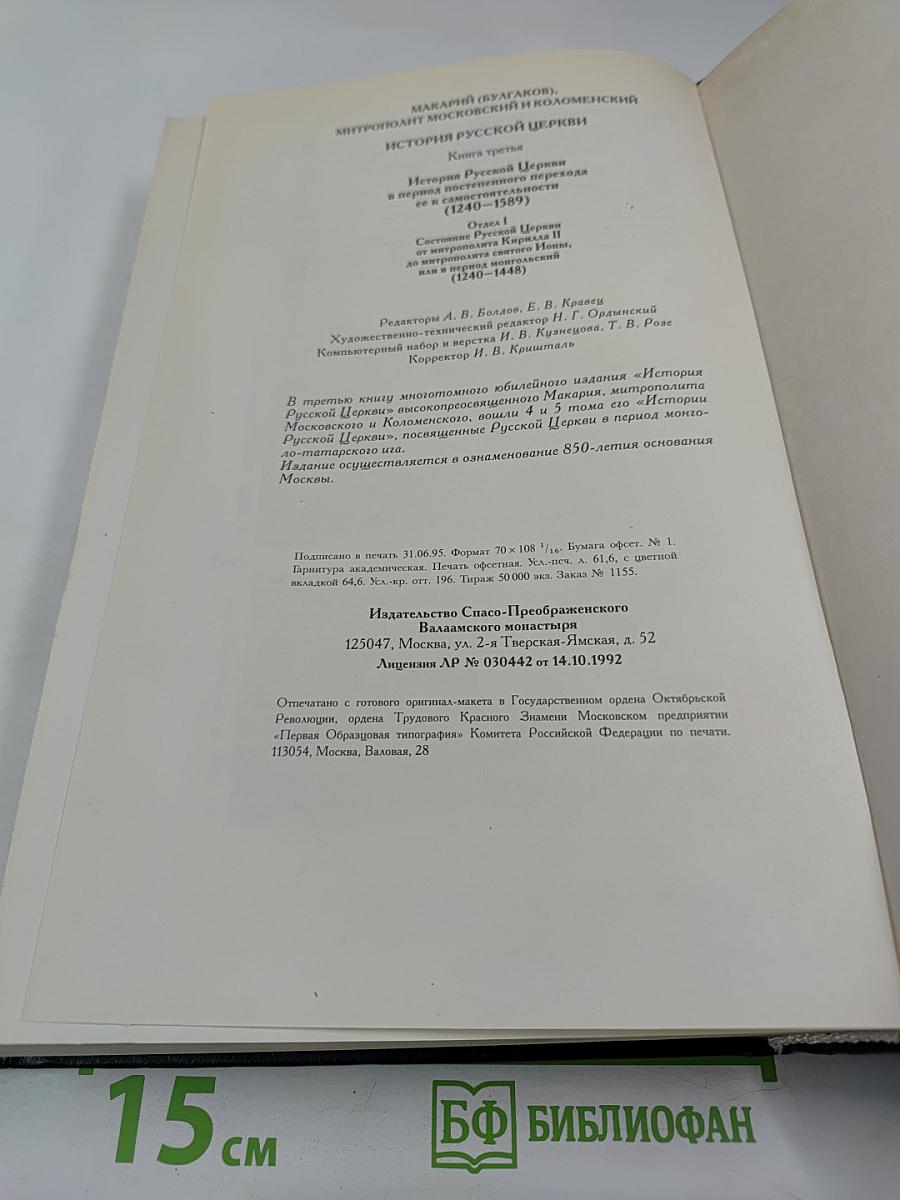 МАКАРИЙ (БУЛГАКОВ),
МИТРОПОЛИТ МОСКОВСКИЙ И КОЛОМЕНСКИЙ
ИСТОРИЯ РУССКОЙ ЦЕРКВИ
Книга третья
История Русской Церкви
в период постепенного перехода
ее к самостоятельности
(1240—1589)
Отдел I
Состояние Русской Церкви
от митрополита Кирилла II
до митрополита святого Ионы,
или в период монгольский
(1240—1448)
Редакторы А. В. Болдов, Е. В. Кравец
Художественно-технический редактор Н. Г. Ордынский
Компьютерный набор и верстка И. В. Кузнецова, Т. В. Розе
Корректор И. В. Кришталь
В третью книгу многотомного юбилейного издания «История
Русской Церкви» высокопреосвященного Макария, митрополита
Московского и Коломенского, вошли 4 и 5 тома его «Истории
Русской Церкви», посвященные Русской Церкви в период монго-
ло-татарского ига.
Издание осуществляется в ознаменование 850-летия основания
Москвы.
Подписано в печать 31.06.95. Формат 70 × 108 1/16. Бумага офсет. № 1.
Гарнитура академическая. Печать офсетная. Усл.-печ. л. 61,6, с цветной
вкладкой 64,6. Усл.-кр. отт. 196. Тираж 50 000 экз. Заказ № 1155.
Издательство Спасо-Преображенского
Валаамского монастыря
125047, Москва, ул. 2-я Тверская-Ямская, д. 52
Лицензия ЛР № 030442 от 14.10.1992
Отпечатано с готового оригинал-макета в Государственном ордена Октябрьской
Революции, ордена Трудового Красного Знамени Московском предприятии
«Первая Образцовая типография» Комитета Российской Федерации по печати.
113054, Москва, Валовая, 28
15 см
БФ БИБЛИОФАН